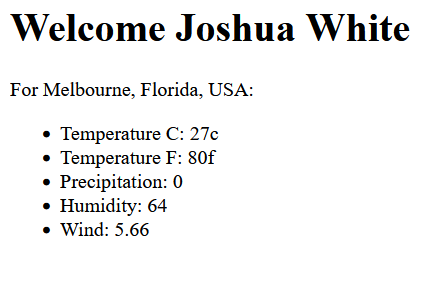 Welcome Joshua White
For Melbourne, Florida, USA:
Temperature C: 27c
Temperature F: 80f
Precipitation: 0
Humidity: 64
Wind: 5.66